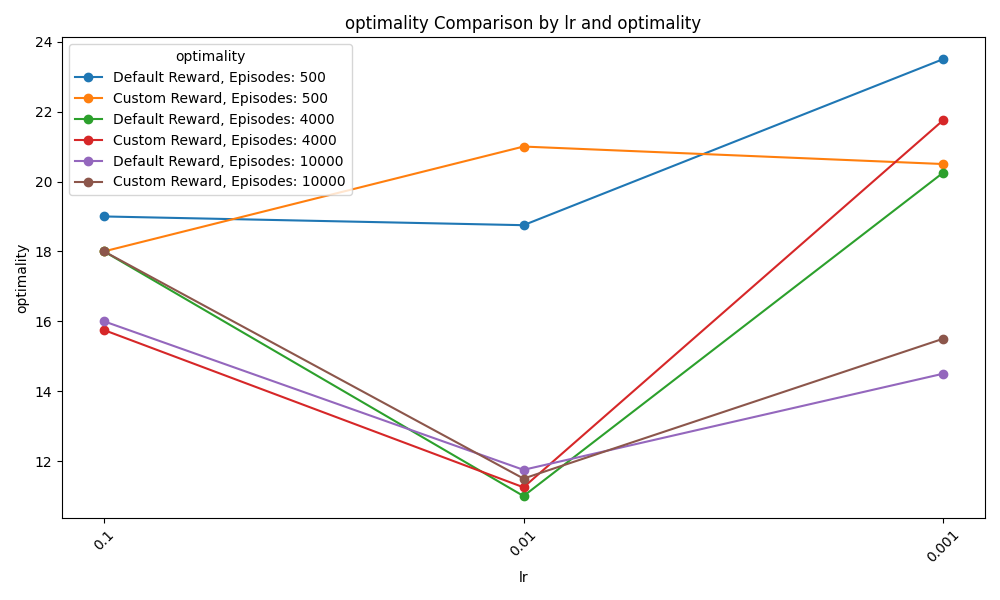 optimality Comparison by lr and optimality
optimality
Default Reward, Episodes: 500
Custom Reward, Episodes: 500
Default Reward, Episodes: 4000
Custom Reward, Episodes: 4000
Default Reward, Episodes: 10000
Custom Reward, Episodes: 10000
24
22
20
18
16
14
12
optimality
0.1
0.01
0.001
lr